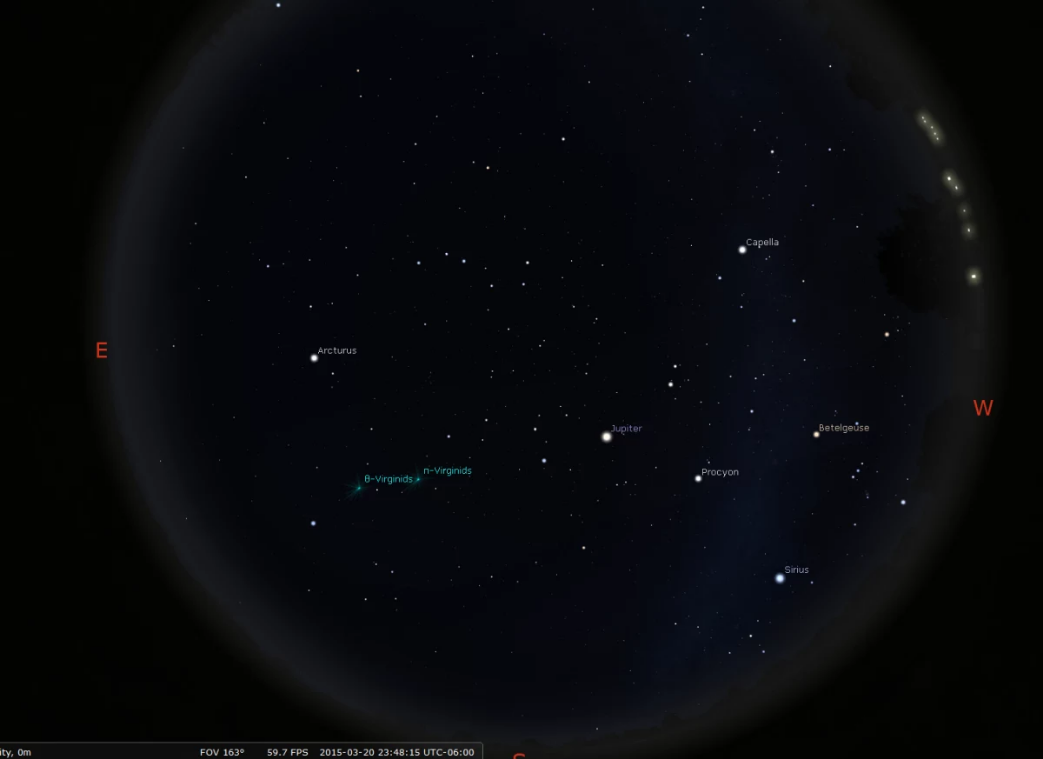 Capella
E
Arcturus
W
Jupiter
Betelgeuse
θ-Virginids
η-Virginids
Procyon
Sirius
ity, 0m FOV 163° 59.7 FPS 2015-03-20 23:48:15 UTC-06:00
S